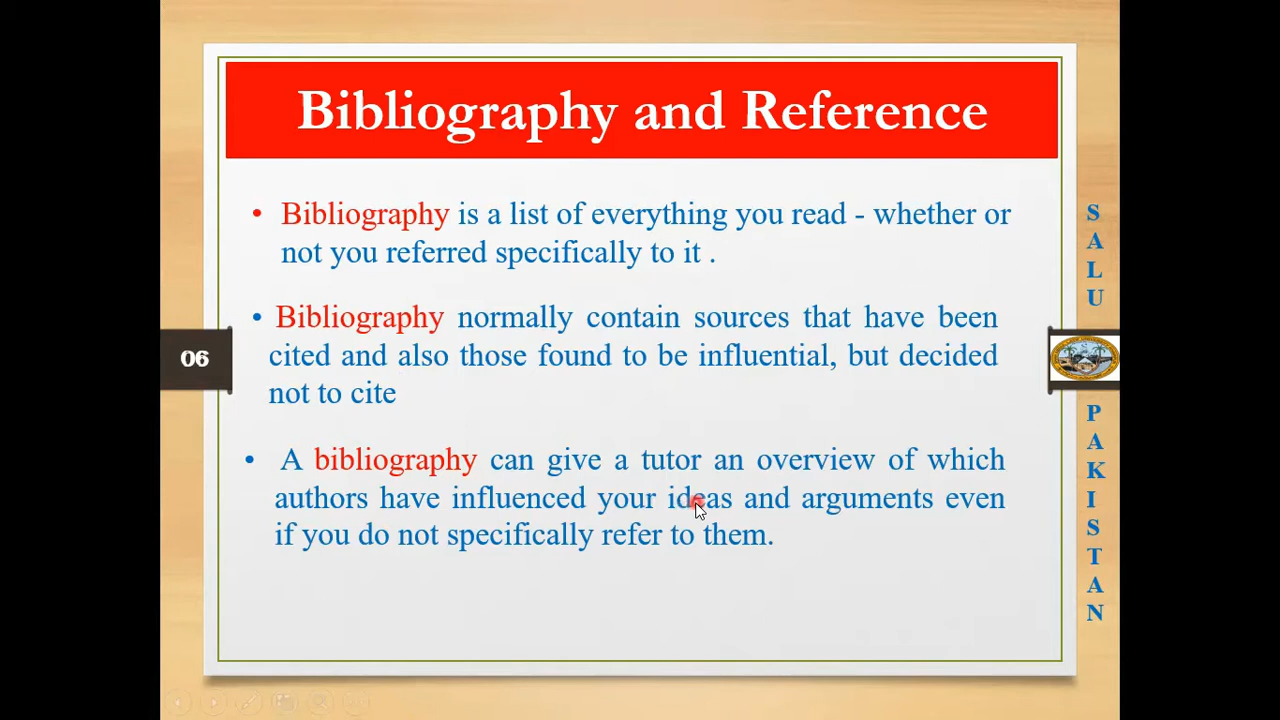 Bibliography and Reference
• Bibliography is a list of everything you read - whether or
not you referred specifically to it .
• Bibliography normally contain sources that have been
cited and also those found to be influential, but decided
not to cite
• A bibliography can give a tutor an overview of which
authors have influenced your ideas and arguments even
if you do not specifically refer to them.
06
SALU
PAKISTAN